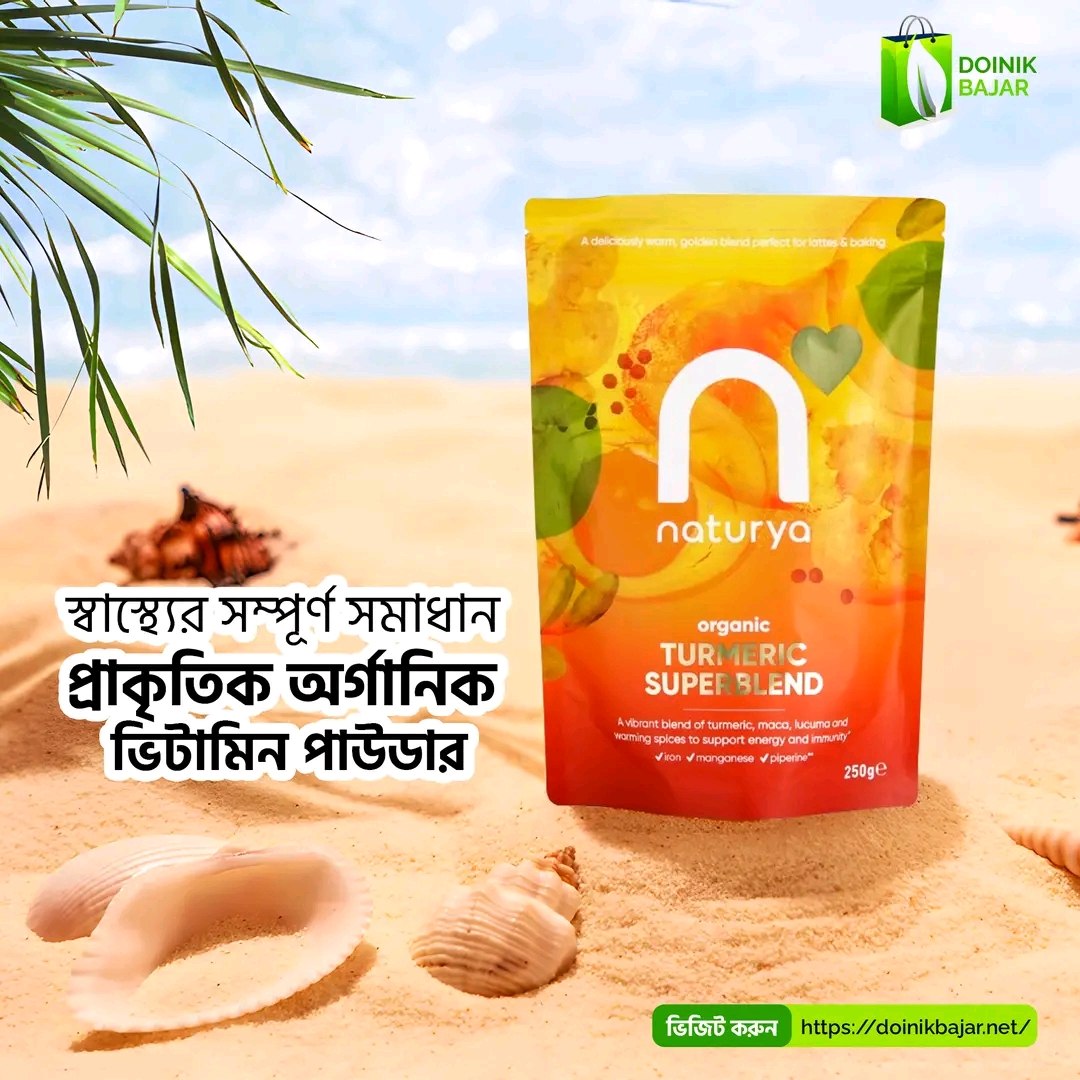 DOINIK
BAJAR
A deliciously warm, golden blend perfect for lattes & baking
naturya
organic
TURMERIC
SUPERBLEND
A vibrant blend of turmeric, maca, lucuma and
warming spices to support energy and immunity*
✓iron ✓manganese ✓piperine**
250g℮
স্বাস্থ্যের সম্পূর্ণ সমাধান
প্রাকৃতিক অর্গানিক
ভিটামিন পাউডার
ভিজিট করুন https://doinikbajar.net/